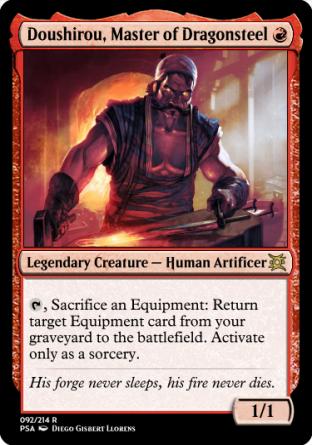 Doushirou, Master of Dragonsteel
Legendary Creature — Human Artificer
, Sacrifice an Equipment: Return
target Equipment card from your
graveyard to the battlefield. Activate
only as a sorcery.
His forge never sleeps, his fire never dies.
1/1
092/214 R
PSA Diego Gisbert Llorens